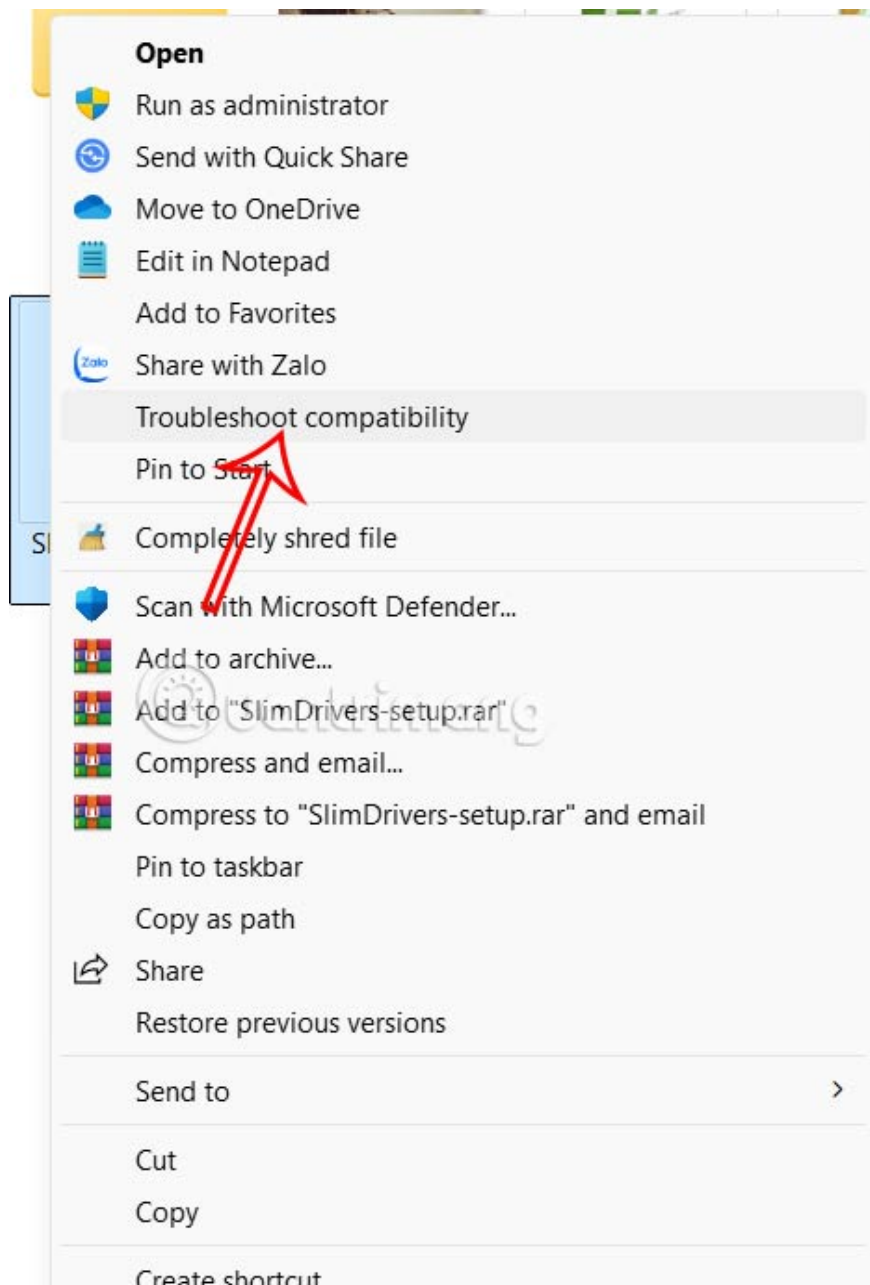 Open
Run as administrator
Send with Quick Share
Move to OneDrive
Edit in Notepad
Add to Favorites
Zalo
Share with Zalo
Troubleshoot compatibility
Pin to Start
Sl
Completely shred file
Scan with Microsoft Defender...
Add to archive...
Add to "SlimDrivers-setup.rar"
Quantrimang
Compress and email...
Compress to "SlimDrivers-setup.rar" and email
Pin to taskbar
Copy as path
Share
Restore previous versions
Send to
Cut
Copy
Create shortcut